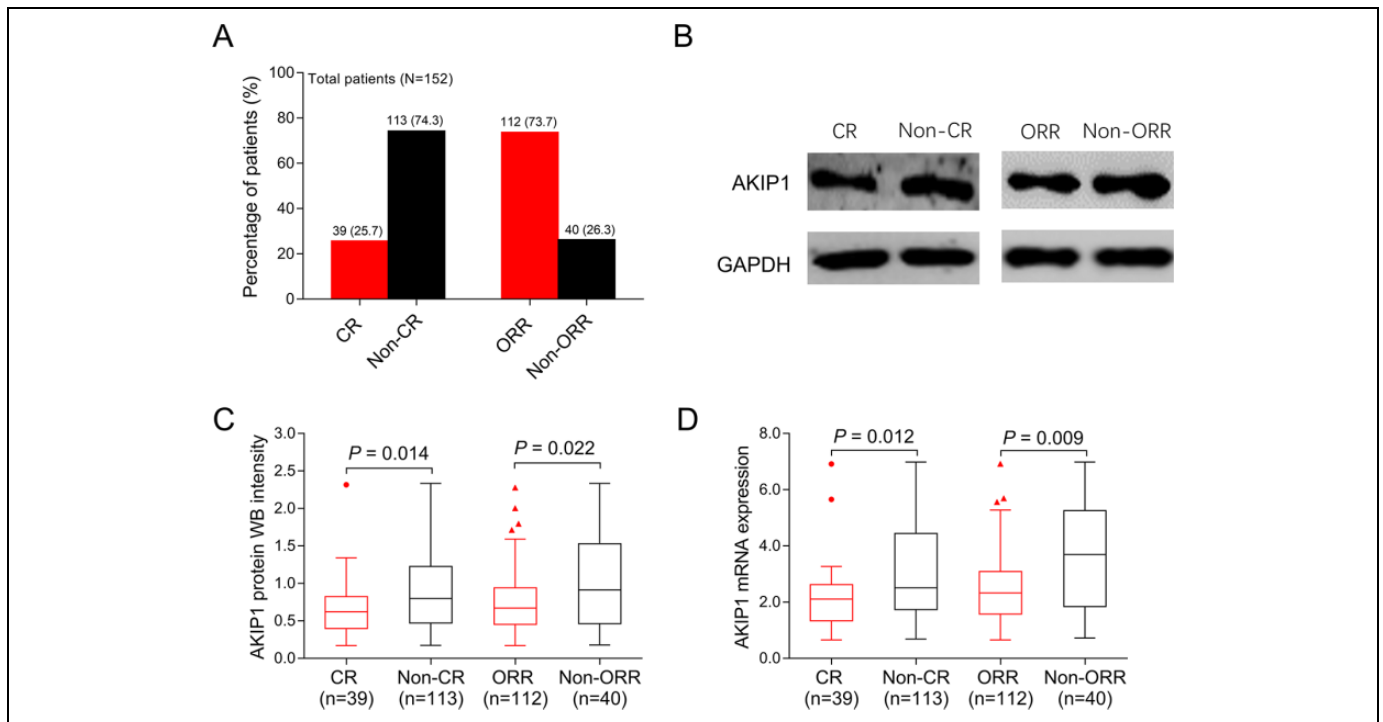 A
Percentage of patients (%)
100
80
60
40
20
0
Total patients (N=152)
39 (25.7)
113 (74.3)
112 (73.7)
40 (26.3)
CR
Non-CR
ORR
Non-ORR
B
CR Non-CR ORR Non-ORR
AKIP1
GAPDH
C
AKIP1 protein WB intensity
3.0
2.5
2.0
1.5
1.0
0.5
0.0
P = 0.014
P = 0.022
CR Non-CR ORR Non-ORR
(n=39) (n=113) (n=112) (n=40)
D
AKIP1 mRNA expression
8.0
6.0
4.0
2.0
0.0
P = 0.012
P = 0.009
CR Non-CR ORR Non-ORR
(n=39) (n=113) (n=112) (n=40)